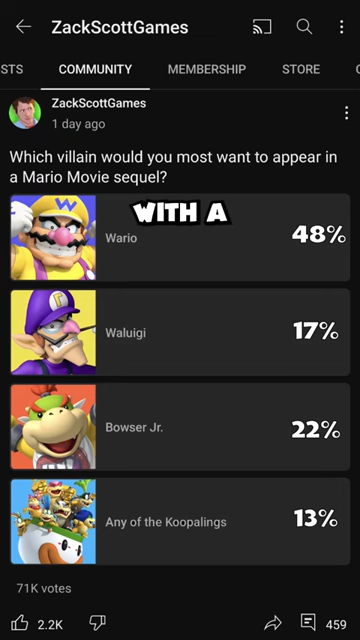 ZackScottGames
STS
COMMUNITY
MEMBERSHIP
STORE
ZackScottGames
1 day ago
Which villain would you most want to appear in
a Mario Movie sequel?
WITH A
Wario
48%
Waluigi
17%
Bowser Jr.
22%
Any of the Koopalings
13%
71K votes
2.2K
459